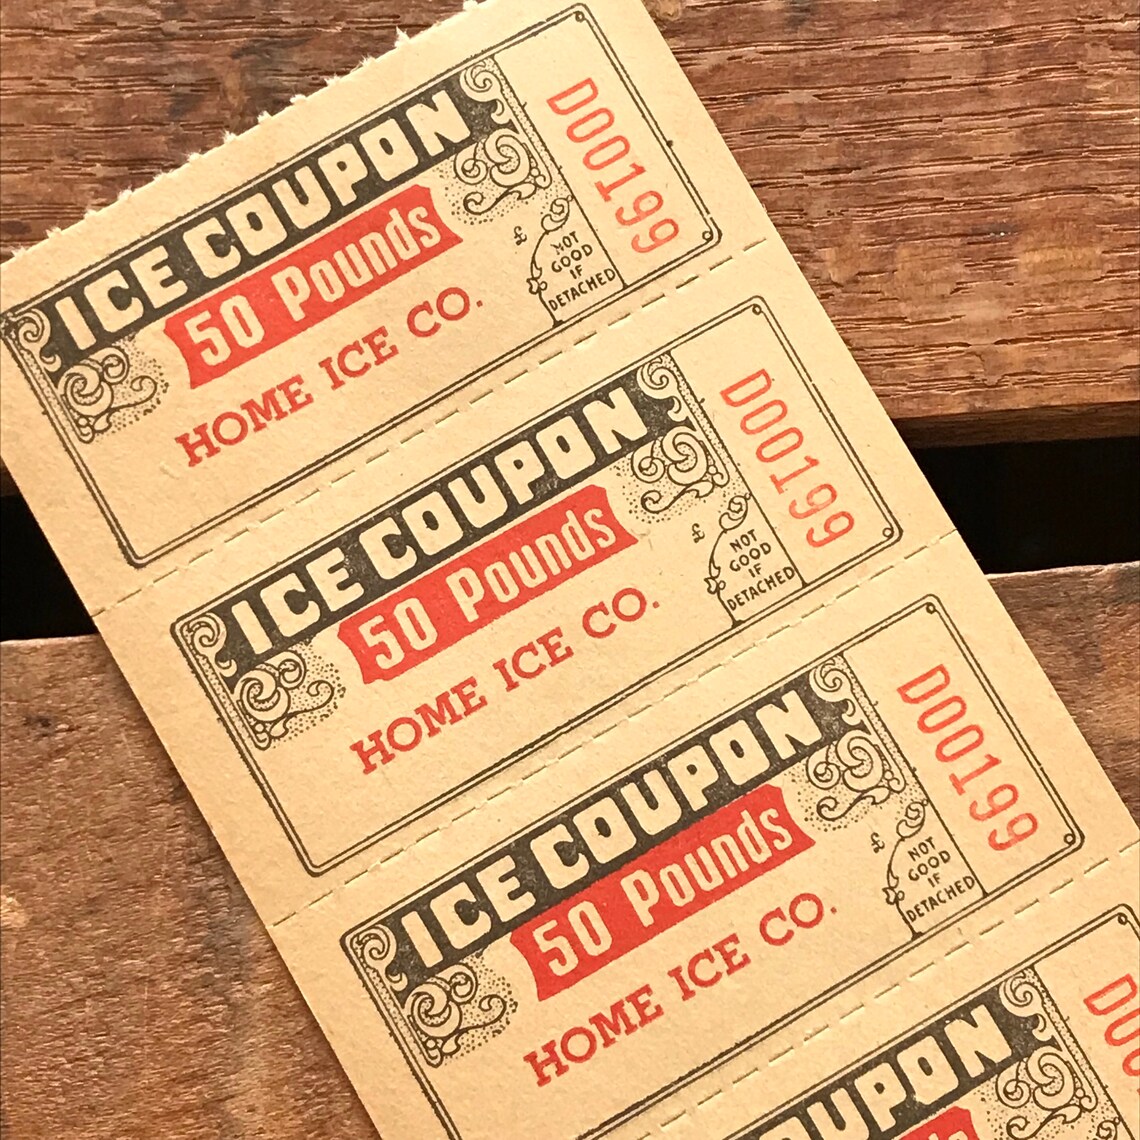 ICE COUPON
50 Pounds
HOME ICE CO.
£
NOT
GOOD
IF
DETACHED
D00199
ICE COUPON
50 Pounds
HOME ICE CO.
£
NOT
GOOD
IF
DETACHED
D00199
ICE COUPON
50 Pounds
HOME ICE CO.
£
NOT
GOOD
IF
DETACHED
D00199
COUPON